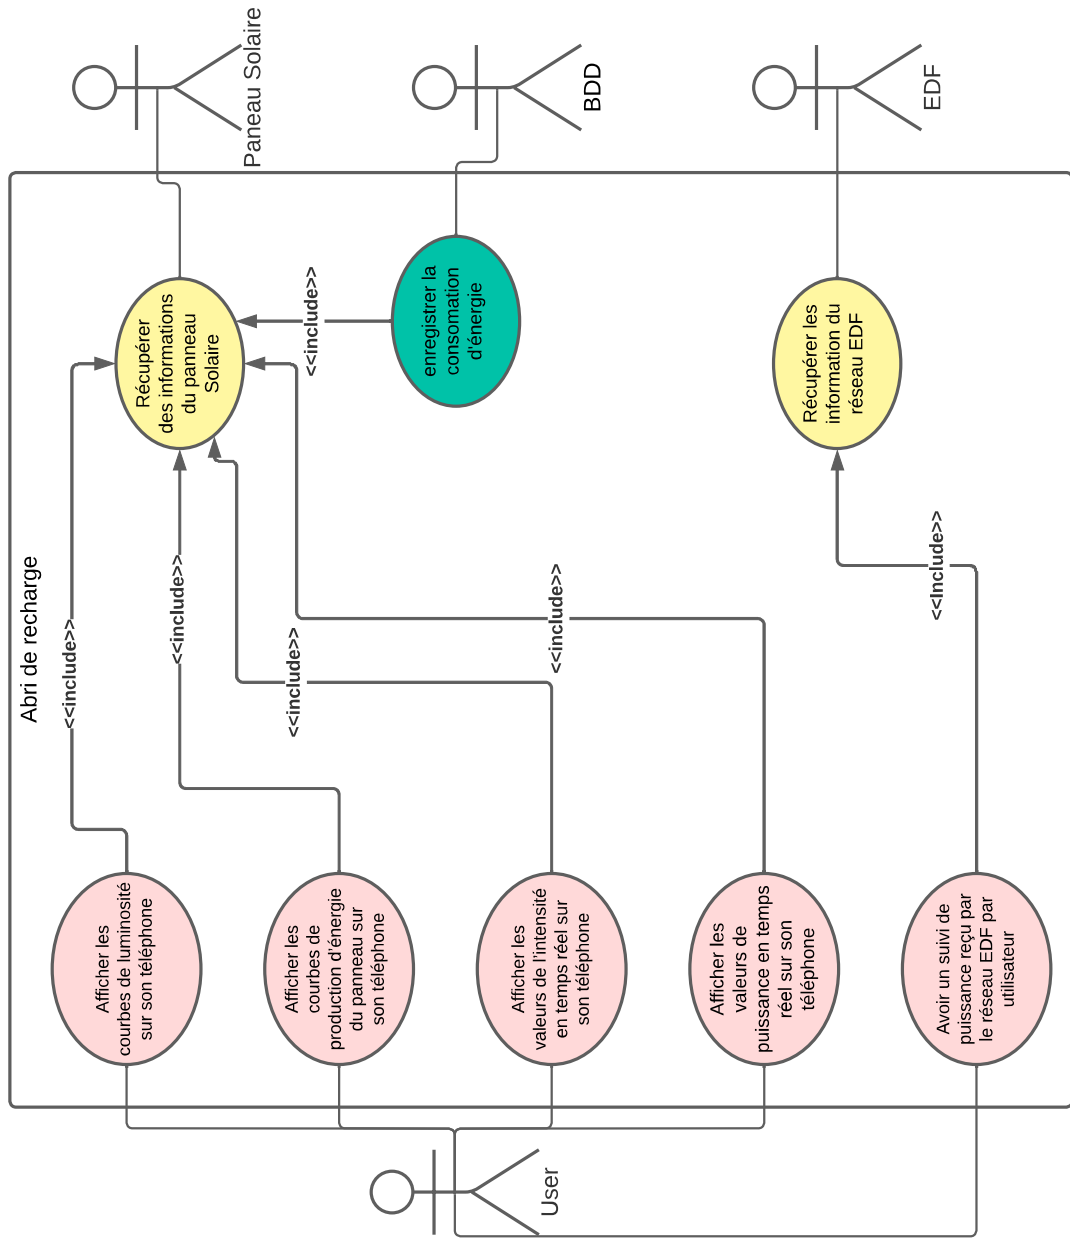 Abri de recharge
Afficher les
courbes de luminosité
sur son téléphone
Afficher les
courbes de
production d'énergie
du panneau sur
son téléphone
Afficher les
valeurs de l'intensité
en temps réel sur
son téléphone
Afficher les
valeurs de
puissance en temps
réel sur son
téléphone
Avoir un suivi de
puissance reçu par
le réseau EDF par
utilisateur
User
<<include>>
<<include>>
<<include>>
<<include>>
<<Include>>
<<include>>
Récupérer
des informations
du panneau
Solaire
enregistrer la
consomation
d'énergie
Récupérer les
information du
réseau EDF
Paneau Solaire
BDD
EDF